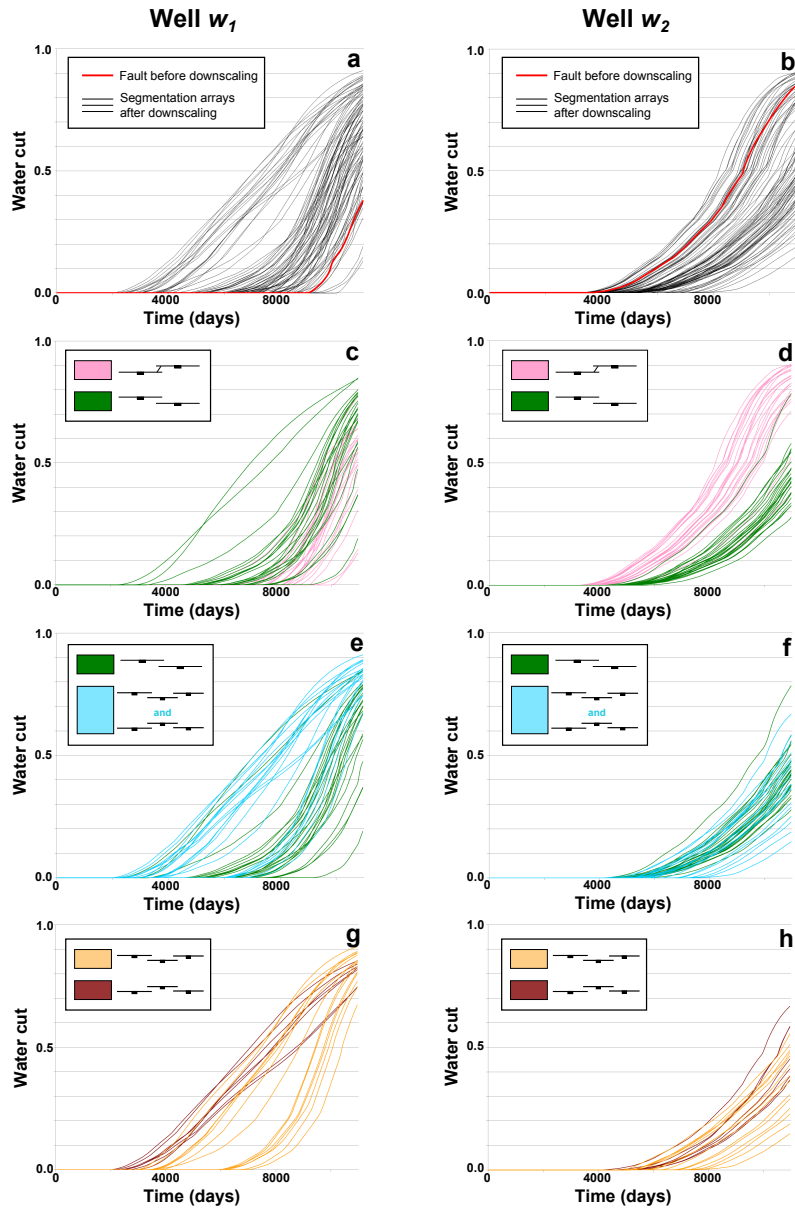 Well w1
Well w2
a
1.0
Fault before downscaling
Segmentation arrays
after downscaling
0.5
Water cut
0.0
0
4000
8000
Time (days)
b
1.0
Fault before downscaling
Segmentation arrays
after downscaling
0.5
Water cut
0.0
0
4000
8000
Time (days)
c
1.0
0.5
Water cut
0.0
0
4000
8000
Time (days)
d
1.0
0.5
Water cut
0.0
0
4000
8000
Time (days)
e
1.0
and
0.5
Water cut
0.0
0
4000
8000
Time (days)
f
1.0
and
0.5
Water cut
0.0
0
4000
8000
Time (days)
g
1.0
0.5
Water cut
0.0
0
4000
8000
Time (days)
h
1.0
0.5
Water cut
0.0
0
4000
8000
Time (days)